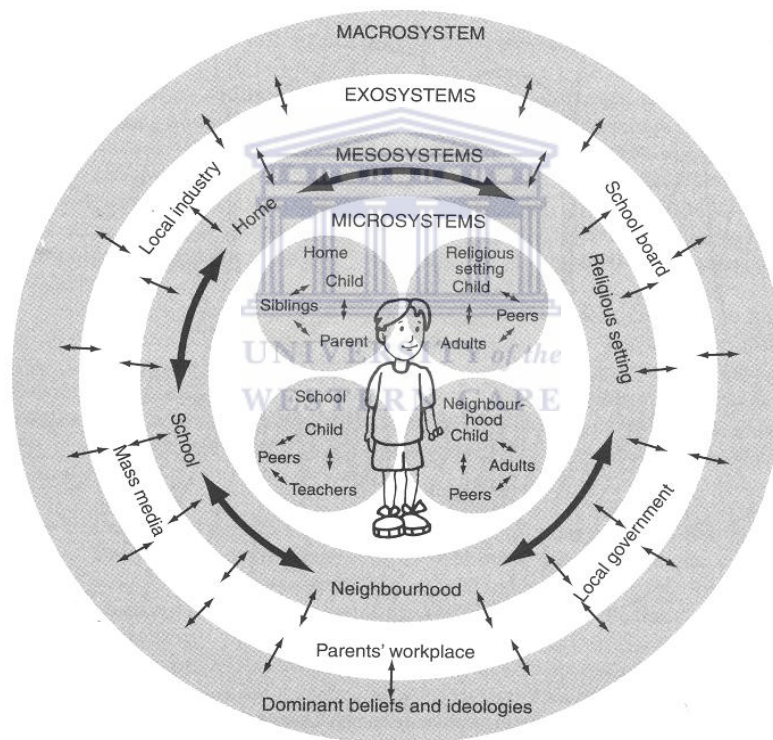 MACROSYSTEM
EXOSYSTEMS
MESOSYSTEMS
MICROSYSTEMS
Local industry
Home
School board
Religious setting
Home
Child
Siblings
Parent
Religious
setting
Child
Peers
Adults
UNIVERSITY of the
WESTERN CAPE
School
Child
Peers
Teachers
Neighbour-
hood
Child
Adults
Peers
School
Mass media
Local government
Neighbourhood
Parents' workplace
Dominant beliefs and ideologies